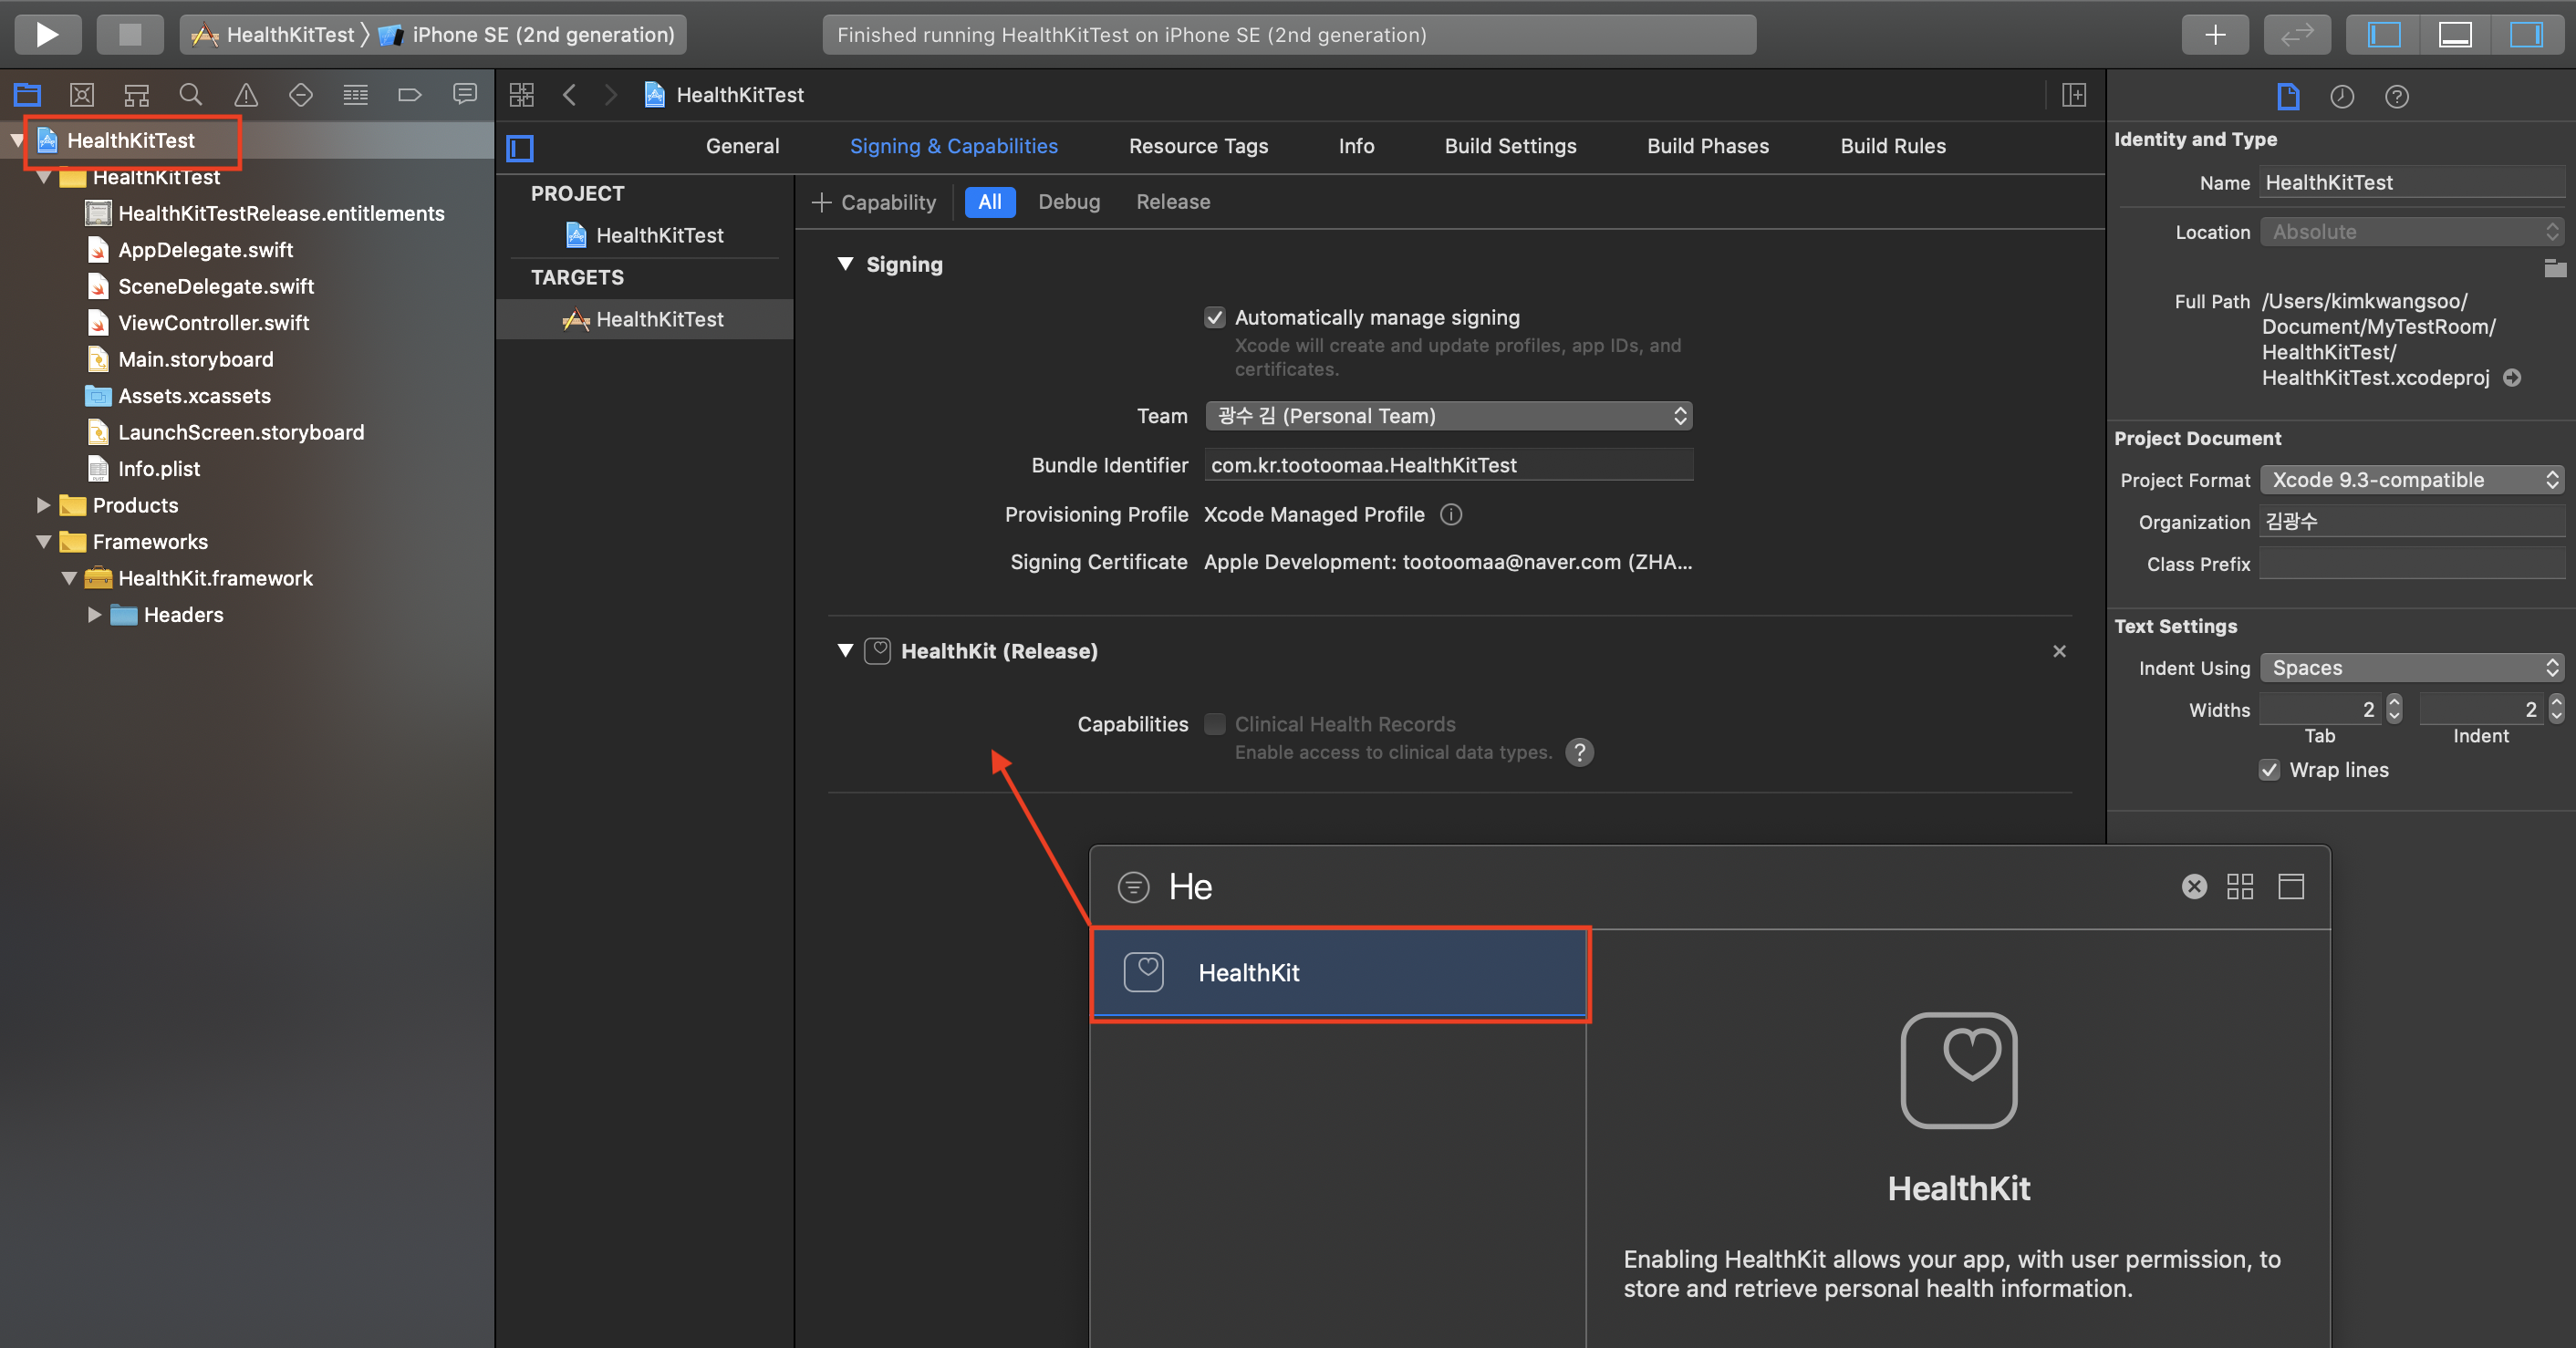 HealthKitTest 〉 iPhone SE (2nd generation)
Finished running HealthKitTest on iPhone SE (2nd generation)
HealthKitTest
HealthKitTest
HealthKitTestRelease.entitlements
AppDelegate.swift
SceneDelegate.swift
ViewController.swift
Main.storyboard
Assets.xcassets
LaunchScreen.storyboard
Info.plist
Products
Frameworks
HealthKit.framework
Headers
HealthKitTest
General Signing & Capabilities Resource Tags Info Build Settings Build Phases Build Rules
PROJECT
HealthKitTest
TARGETS
HealthKitTest
+ Capability All Debug Release
Signing
Automatically manage signing
Xcode will create and update profiles, app IDs, and
certificates.
Team 광수 김 (Personal Team)
Bundle Identifier com.kr.tootoomaa.HealthKitTest
Provisioning Profile Xcode Managed Profile
Signing Certificate Apple Development: tootoomaa@naver.com (ZHA...
HealthKit (Release)
Capabilities Clinical Health Records
Enable access to clinical data types. ?
He
HealthKit
HealthKit
Enabling HealthKit allows your app, with user permission, to
store and retrieve personal health information.
Identity and Type
Name HealthKitTest
Location Absolute
Full Path /Users/kimkwangsoo/
Document/MyTestRoom/
HealthKitTest/
HealthKitTest.xcodeproj
Project Document
Project Format Xcode 9.3-compatible
Organization 김광수
Class Prefix
Text Settings
Indent Using Spaces
Widths 2 2
Tab Indent
Wrap lines